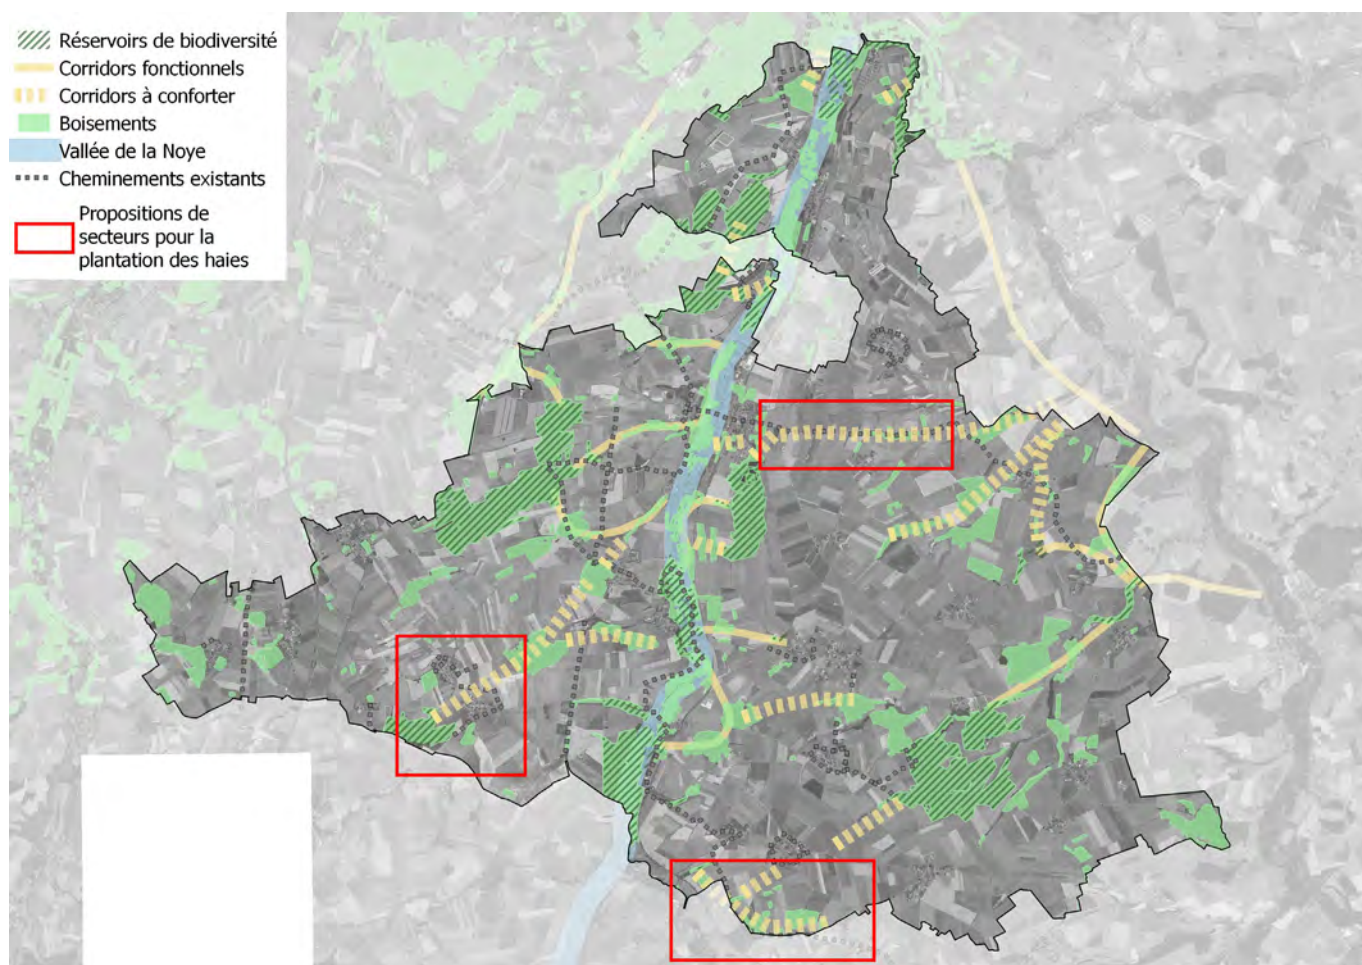 Réservoirs de biodiversité
Corridors fonctionnels
Corridors à conforter
Boisements
Vallée de la Noye
Cheminements existants
Propositions de
secteurs pour la
plantation des haies